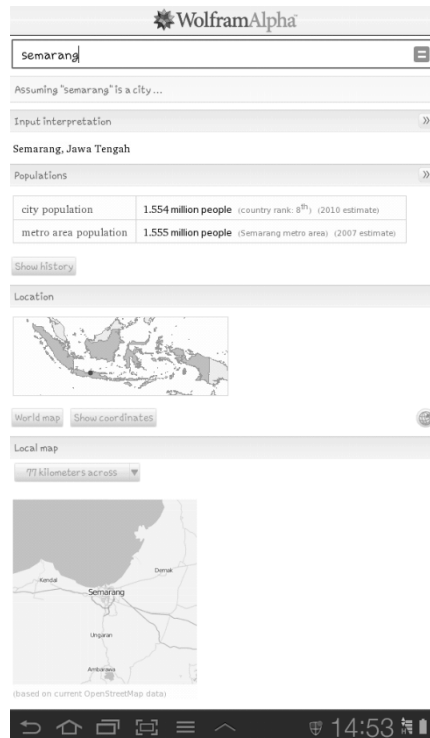 WolframAlpha
semarang
Assuming "semarang" is a city ...
Input interpretation
Semarang, Jawa Tengah
Populations
city population 1.554 million people (country rank: 8th) (2010 estimate)
metro area population 1.555 million people (Semarang metro area) (2007 estimate)
Show history
Location
World map Show coordinates
Local map
77 kilometers across
Kendal
Demak
Semarang
Ungaran
Ambarawa
(based on current OpenStreetMap data)
14:53